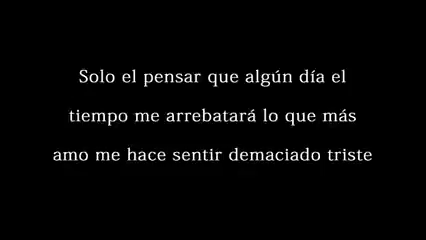 Solo el pensar que algún día el
tiempo me arrebatará lo que más
amo me hace sentir demaciado triste